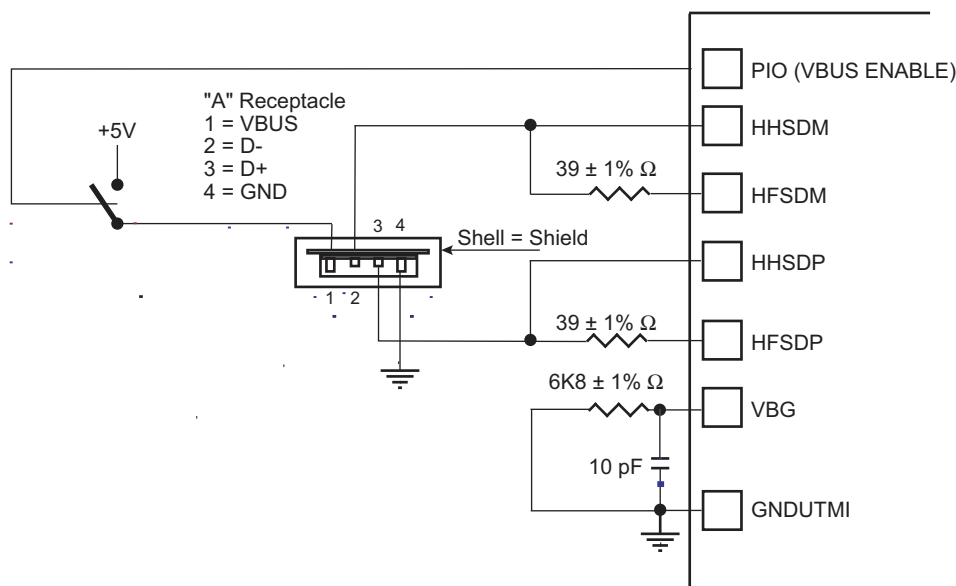 PIO (VBUS ENABLE)
"A" Receptacle
1 = VBUS
2 = D-
3 = D+
4 = GND
+5V
HHSDM
39 ± 1% Ω
HFSDM
3 4
Shell = Shield
HHSDP
1 2
39 ± 1% Ω
HFSDP
6K8 ± 1% Ω
VBG
10 pF
GNDUTMI